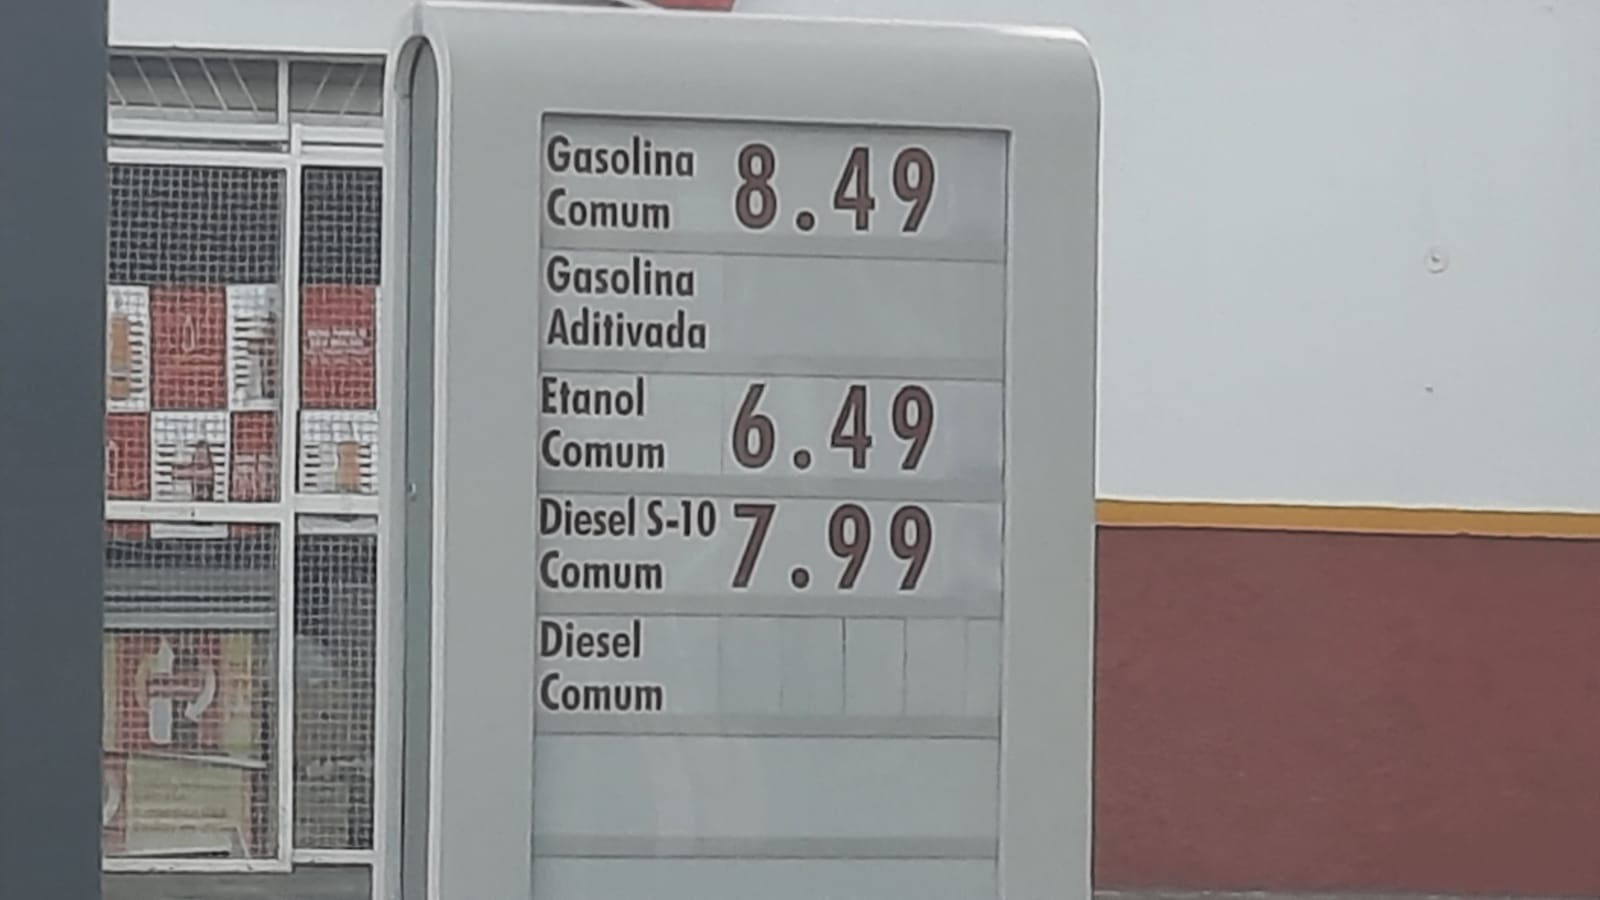 Gasolina
Comum 8.49
Gasolina
Aditivada
Etanol
Comum 6.49
Diesel S-10
Comum 7.99
Diesel
Comum